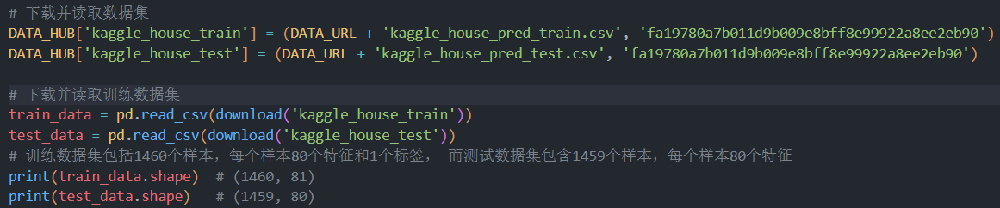 # 下载并读取数据集
DATA_HUB['kaggle_house_train'] = (DATA_URL + 'kaggle_house_pred_train.csv', 'fa19780a7b011d9b009e8bff8e99922a8ee2eb90')
DATA_HUB['kaggle_house_test'] = (DATA_URL + 'kaggle_house_pred_test.csv', 'fa19780a7b011d9b009e8bff8e99922a8ee2eb90')
# 下载并读取训练数据集
train_data = pd.read_csv(download('kaggle_house_train'))
test_data = pd.read_csv(download('kaggle_house_test'))
# 训练数据集包括1460个样本，每个样本80个特征和1个标签， 而测试数据集包含1459个样本，每个样本80个特征
print(train_data.shape)  # (1460, 81)
print(test_data.shape)   # (1459, 80)